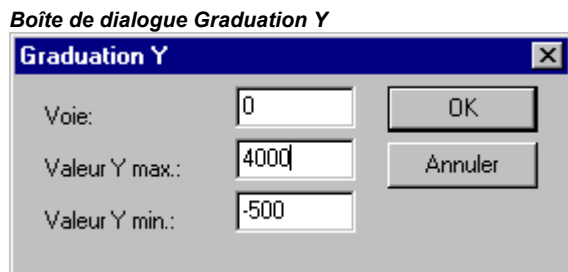 Boîte de dialogue Graduation Y
Graduation Y
Voie: 0 OK
Valeur Y max.: 4000 Annuler
Valeur Y min.: -500